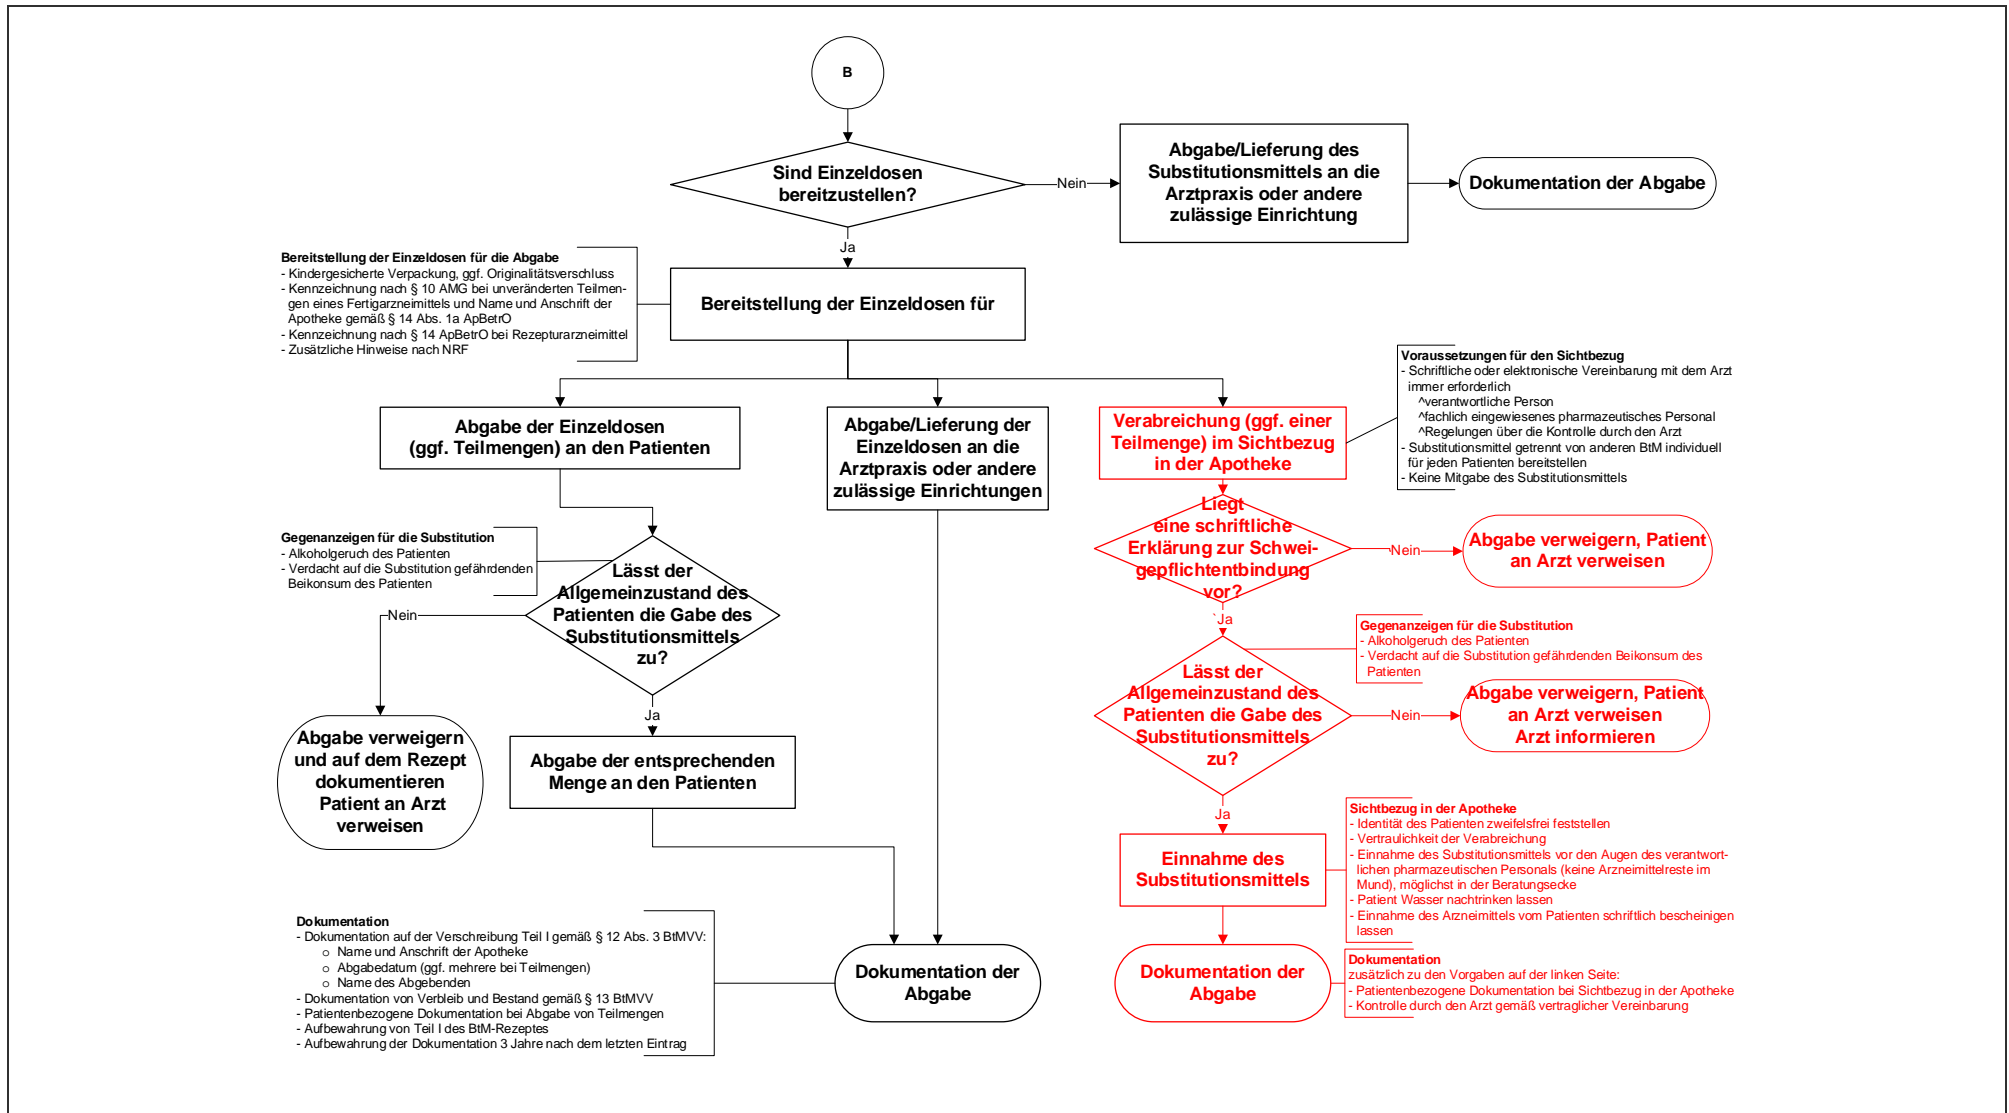 B
Sind Einzeldosen
bereitzustellen?
Nein
Abgabe/Lieferung des
Substitutionsmittels an die
Arztpraxis oder andere
zulässige Einrichtung
Dokumentation der Abgabe
Ja
Bereitstellung der Einzeldosen für die Abgabe
- Kindergesicherte Verpackung, ggf. Originalitätsverschluss
- Kennzeichnung nach § 10 AMG bei unveränderten Teilmen-
gen eines Fertigarzneimittels und Name und Anschrift der
Apotheke gemäß § 14 Abs. 1a ApBetrO
- Kennzeichnung nach § 14 ApBetrO bei Rezepturarzneimittel
- Zusätzliche Hinweise nach NRF
Bereitstellung der Einzeldosen für
Voraussetzungen für den Sichtbezug
- Schriftliche oder elektronische Vereinbarung mit dem Arzt
immer erforderlich
^verantwortliche Person
^fachlich eingewiesenes pharmazeutisches Personal
^Regelungen über die Kontrolle durch den Arzt
- Substitutionsmittel getrennt von anderen BtM individuell
für jeden Patienten bereitstellen
- Keine Mitgabe des Substitutionsmittels
Abgabe der Einzeldosen
(ggf. Teilmengen) an den Patienten
Abgabe/Lieferung der
Einzeldosen an die
Arztpraxis oder andere
zulässige Einrichtungen
Verabreichung (ggf. einer
Teilmenge) im Sichtbezug
in der Apotheke
Gegenanzeigen für die Substitution
- Alkoholgeruch des Patienten
- Verdacht auf die Substitution gefährdenden
Beikonsum des Patienten
Lässt der
Allgemeinzustand des
Patienten die Gabe des
Substitutionsmittels
zu?
Nein
Abgabe verweigern
und auf dem Rezept
dokumentieren
Patient an Arzt
verweisen
Ja
Abgabe der entsprechenden
Menge an den Patienten
Liegt
eine schriftliche
Erklärung zur Schwei-
gepflichtentbindung
vor?
Nein
Abgabe verweigern, Patient
an Arzt verweisen
`Ja
Gegenanzeigen für die Substitution
- Alkoholgeruch des Patienten
- Verdacht auf die Substitution gefährdenden Beikonsum des
Patienten
Lässt der
Allgemeinzustand des
Patienten die Gabe des
Substitutionsmittels
zu?
Nein
Abgabe verweigern, Patient
an Arzt verweisen
Arzt informieren
Ja
Einnahme des
Substitutionsmittels
Sichtbezug in der Apotheke
- Identität des Patienten zweifelsfrei feststellen
- Vertraulichkeit der Verabreichung
- Einnahme des Substitutionsmittels vor den Augen des verantwort-
lichen pharmazeutischen Personals (keine Arzneimittelreste im
Mund), möglichst in der Beratungsecke
- Patient Wasser nachtrinken lassen
- Einnahme des Arzneimittels vom Patienten schriftlich bescheinigen
lassen
Dokumentation
- Dokumentation auf der Verschreibung Teil I gemäß § 12 Abs. 3 BtMVV:
o Name und Anschrift der Apotheke
o Abgabedatum (ggf. mehrere bei Teilmengen)
o Name des Abgebenden
- Dokumentation von Verbleib und Bestand gemäß § 13 BtMVV
- Patientenbezogene Dokumentation bei Abgabe von Teilmengen
- Aufbewahrung von Teil I des BtM-Rezeptes
- Aufbewahrung der Dokumentation 3 Jahre nach dem letzten Eintrag
Dokumentation der
Abgabe
Dokumentation der
Abgabe
Dokumentation
zusätzlich zu den Vorgaben auf der linken Seite:
- Patientenbezogene Dokumentation bei Sichtbezug in der Apotheke
- Kontrolle durch den Arzt gemäß vertraglicher Vereinbarung